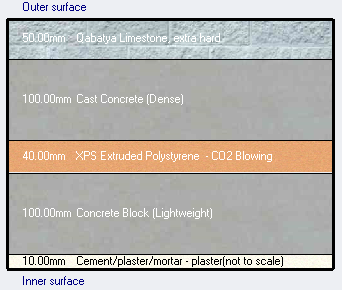 Outer surface
50.00mm Qabatya Limestone, extra hard
100.00mm Cast Concrete (Dense)
40.00mm XPS Extruded Polystyrene - CO2 Blowing
100.00mm Concrete Block (Lightweight)
10.00mm Cement/plaster/mortar - plaster(not to scale)
Inner surface